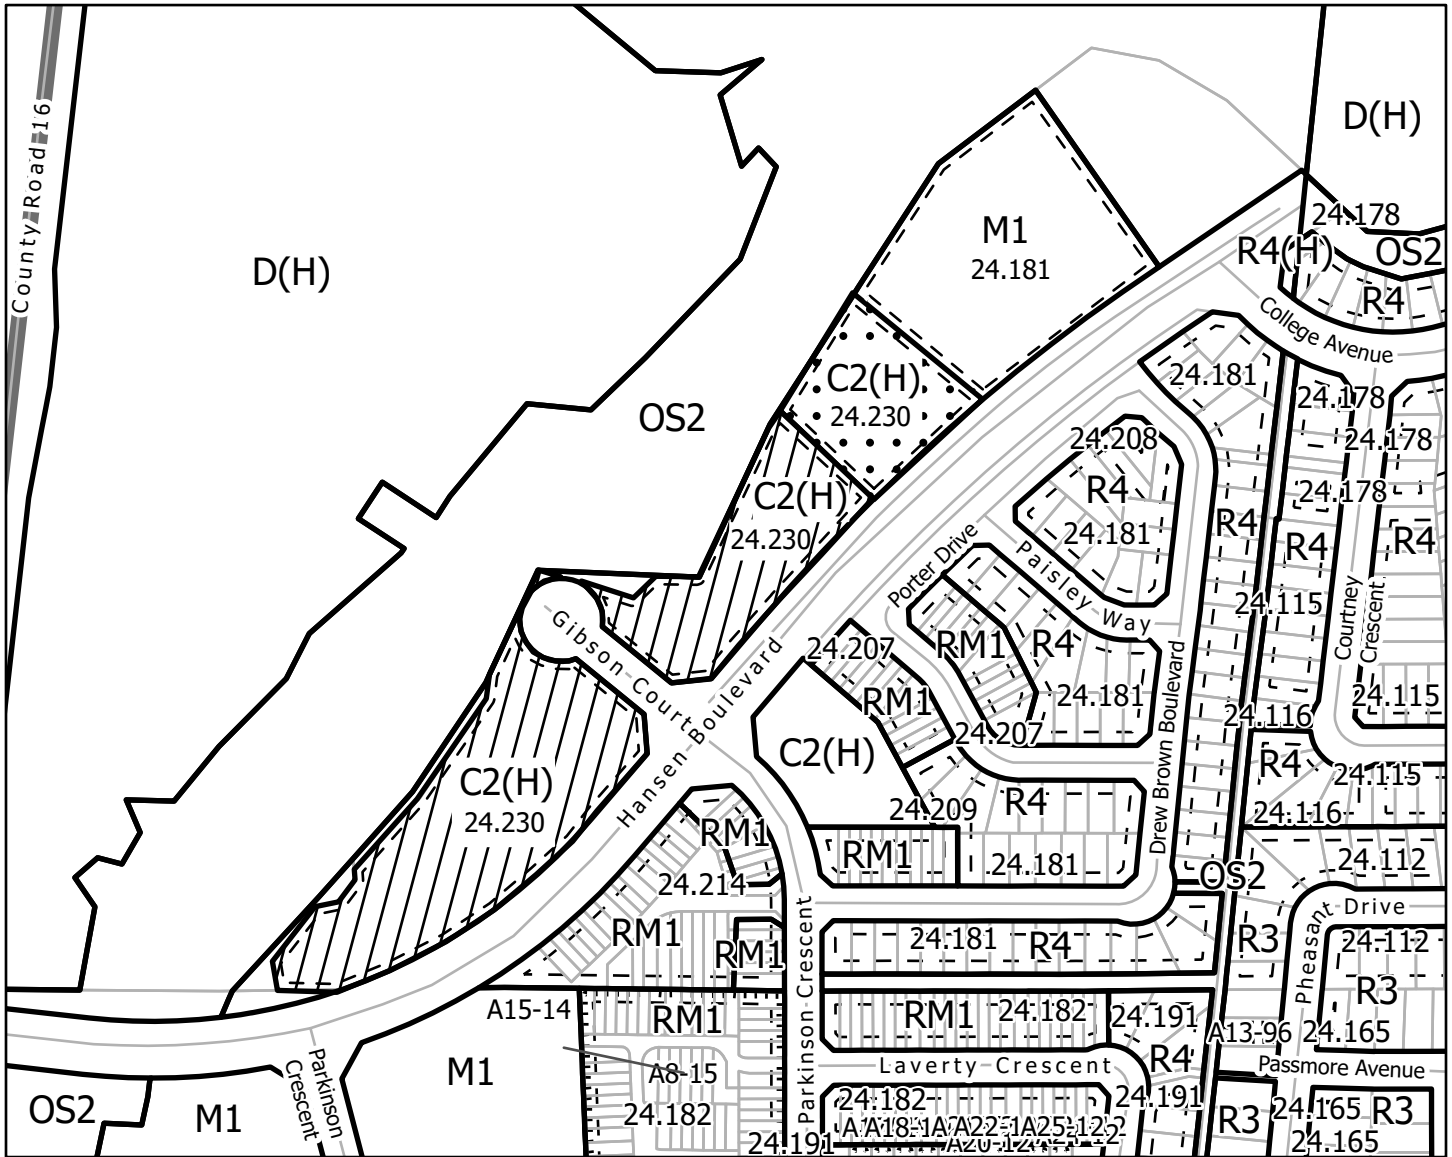 County Road 16
D(H)
D(H)
24.178
R4(H)
OS2
R4
M1
24.181
College Avenue
C2(H)
24.230
OS2
24.181
24.178
24.208
24.178
R4
24.181
C2(H)
24.230
24.178
R4
R4
R4
Porter Drive
Paisley Way
24.115
Courtney
Crescent
Gibson Court
24.207
RM1
R4
24.181
24.115
RM1
24.207
24.116
Drew Brown Boulevard
Hansen Boulevard
C2(H)
R4
24.115
C2(H)
24.230
24.209
R4
24.116
RM1
RM1
24.181
24.112
24.214
OS2
Pheasant Drive
RM1
RM1
24.181
R4
R3
24.112
R3
A15-14
RM1
Parkinson Crescent
RM1
24.182
24.191
A13-96
24.165
Parkinson
Crescent
M1
A8-15
Laverty Crescent
R4
Passmore Avenue
OS2
M1
24.182
24.182
24.191
R3
24.165
R3
24.191
24.165